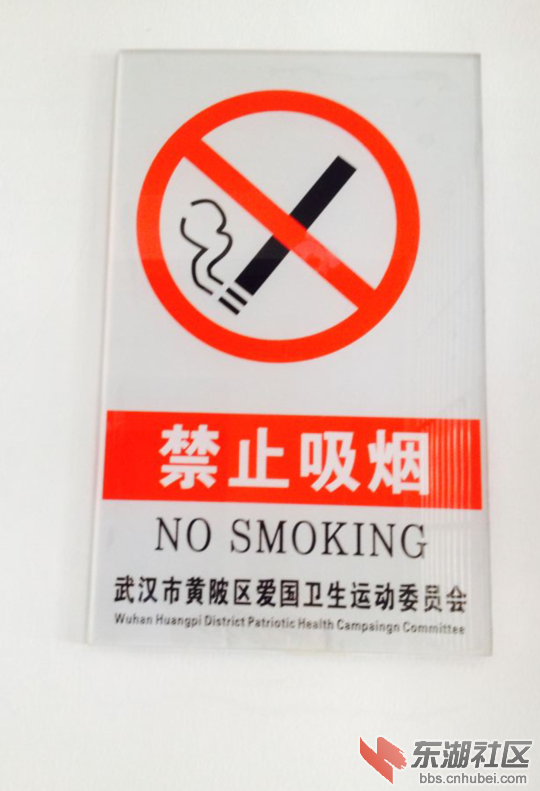 禁止吸烟
NO SMOKING
武汉市黄陂区爱国卫生运动委员会
Wuhan Huangpi District Patriotic Health Campaingn Committee
东湖社区
bbs.cnhubei.com